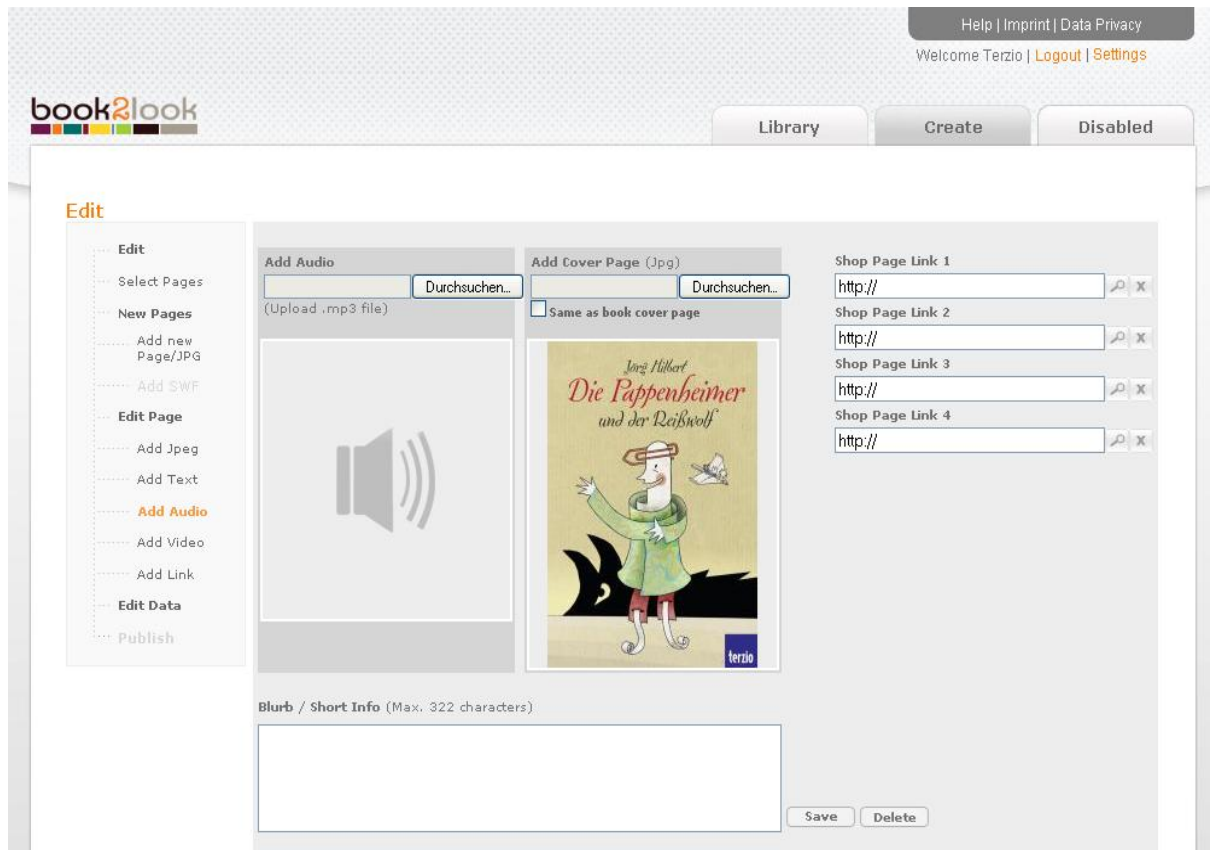 Help | Imprint | Data Privacy
Welcome Terzio | Logout | Settings
book2look
Library
Create
Disabled
Edit
Edit
Select Pages
New Pages
Add new
Page/JPG
Add SWF
Edit Page
Add Jpeg
Add Text
Add Audio
Add Video
Add Link
Edit Data
Publish
Add Audio
Durchsuchen...
(Upload .mp3 file)
Add Cover Page (Jpg)
Durchsuchen...
Same as book cover page
Jörg Hilbert
Die Pappenheimer
und der Reißwolf
terzio
Shop Page Link 1
http://
x
Shop Page Link 2
http://
x
Shop Page Link 3
http://
x
Shop Page Link 4
http://
x
Blurb / Short Info (Max. 322 characters)
Save
Delete